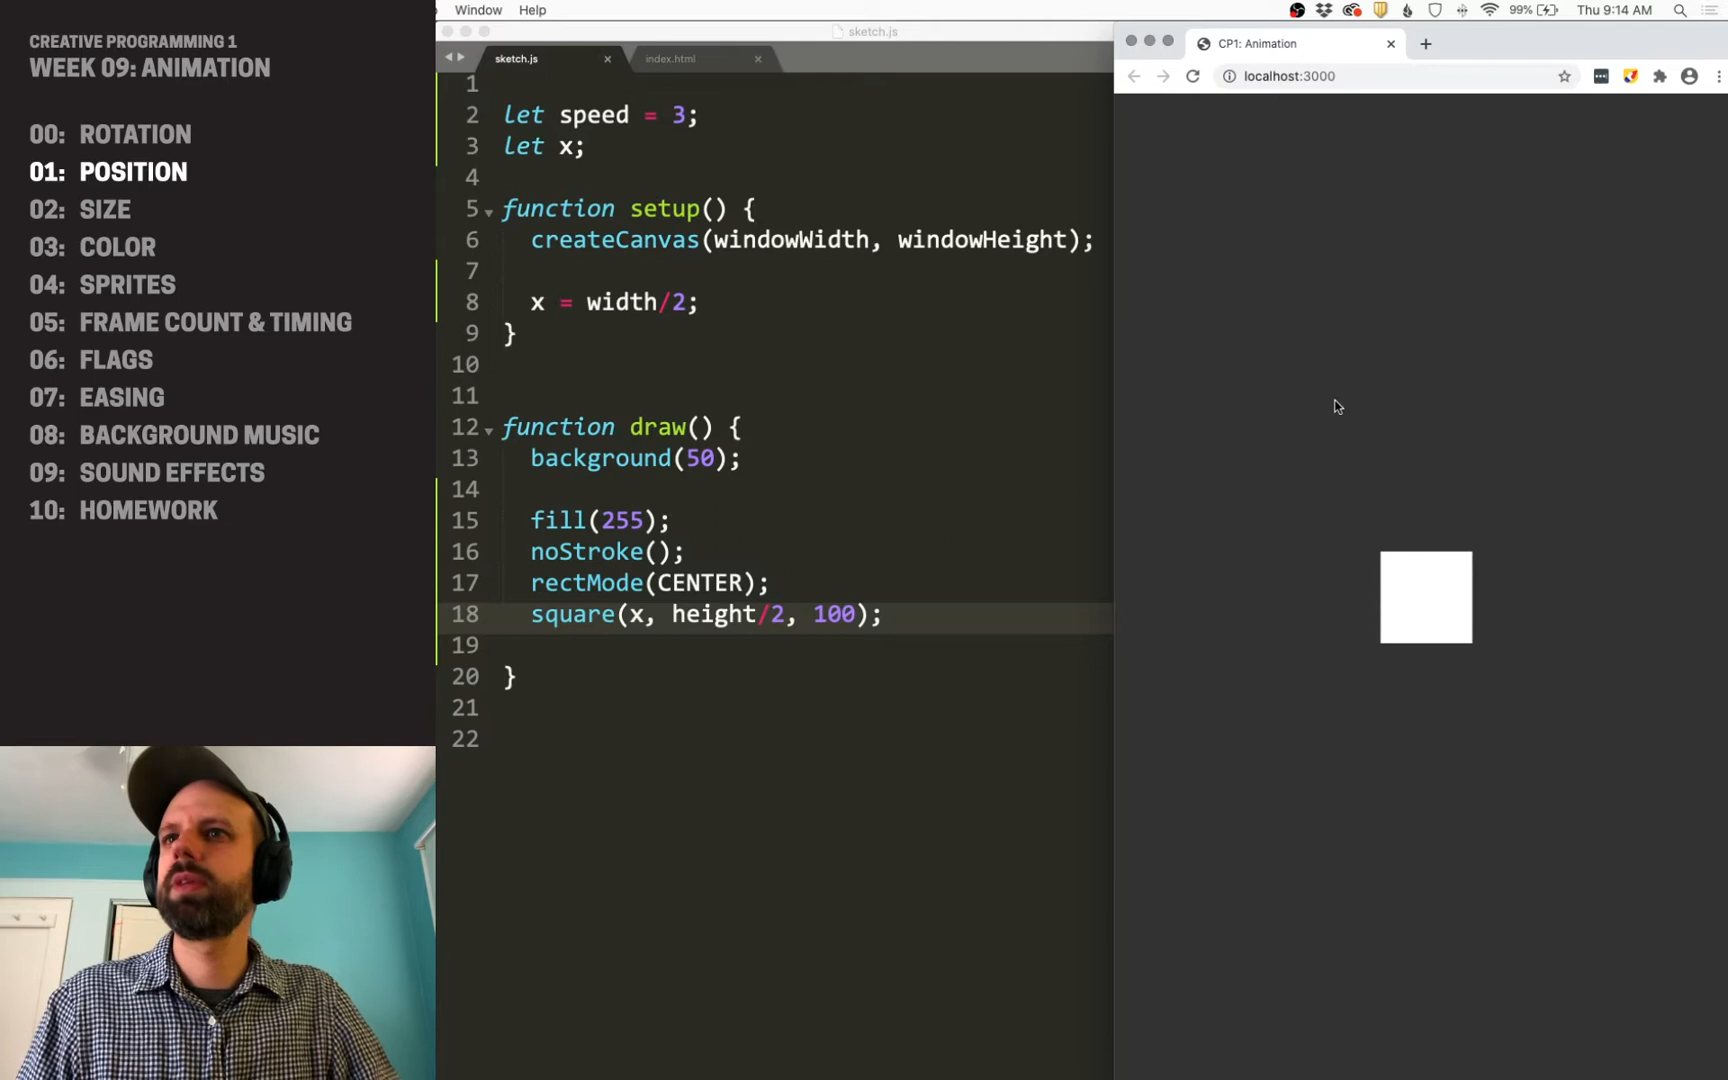 CREATIVE PROGRAMMING 1
WEEK 09: ANIMATION
00: ROTATION
01: POSITION
02: SIZE
03: COLOR
04: SPRITES
05: FRAME COUNT & TIMING
06: FLAGS
07: EASING
08: BACKGROUND MUSIC
09: SOUND EFFECTS
10: HOMEWORK
Window Help
99% Thu 9:14 AM
sketch.js
sketch.js × index.html ×
1
2 let speed = 3;
3 let x;
4
5 function setup() {
6 createCanvas(windowWidth, windowHeight);
7
8 x = width/2;
9 }
10
11
12 function draw() {
13 background(50);
14
15 fill(255);
16 noStroke();
17 rectMode(CENTER);
18 square(x, height/2, 100);
19
20 }
21
22
CP1: Animation
localhost:3000